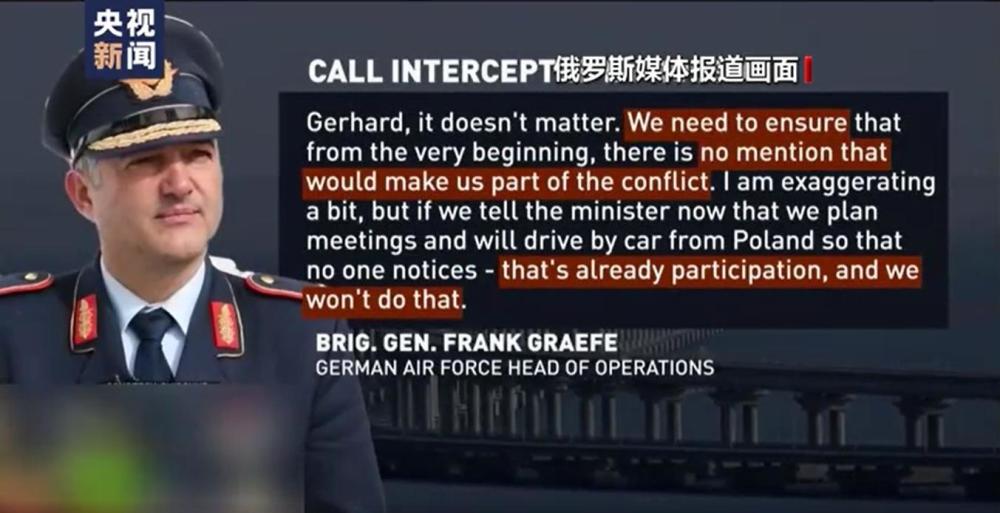 央视
新闻
CALL INTERCEPT俄罗斯媒体报道画面
Gerhard, it doesn't matter. We need to ensure that
from the very beginning, there is no mention that
would make us part of the conflict. I am exaggerating
a bit, but if we tell the minister now that we plan
meetings and will drive by car from Poland so that
no one notices - that's already participation, and we
won't do that.
BRIG. GEN. FRANK GRAEFE
GERMAN AIR FORCE HEAD OF OPERATIONS